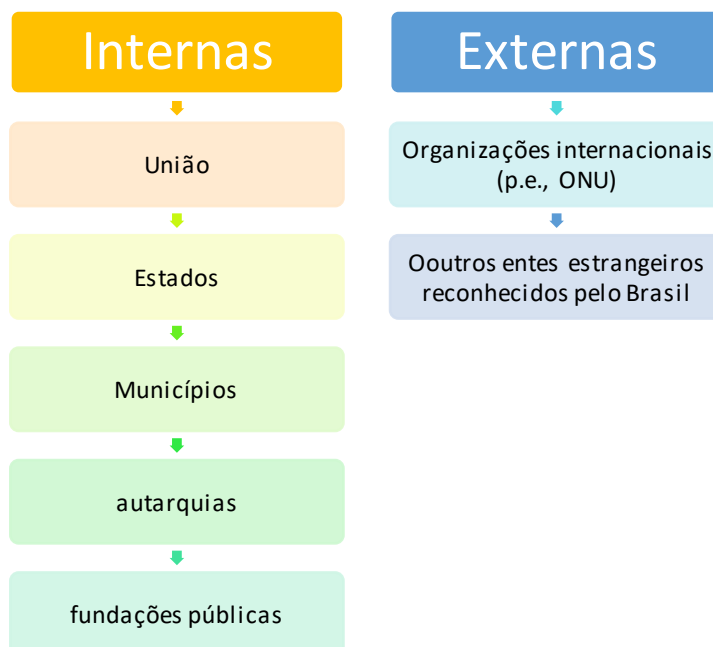 Internas
União
Estados
Municípios
autarquias
fundações públicas
Externas
Organizações internacionais
(p.e., ONU)
Ooutros entes estrangeiros
reconhecidos pelo Brasil